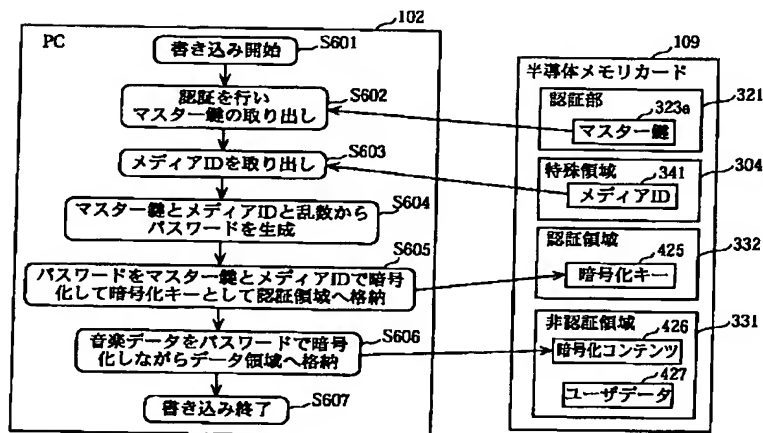 102
PC
書き込み開始
S601
認証を行い
マスター鍵の取り出し
S602
メディアIDを取り出し
S603
マスター鍵とメディアIDと乱数から
パスワードを生成
S604
パスワードをマスター鍵とメディアIDで暗号
化して暗号化キーとして認証領域へ格納
S605
音楽データをパスワードで暗号
化しながらデータ領域へ格納
S606
書き込み終了
S607
109
半導体メモリカード
認証部
321
323a
マスター鍵
特殊領域
304
341
メディアID
認証領域
332
425
暗号化キー
非認証領域
331
426
暗号化コンテンツ
427
ユーザデータ